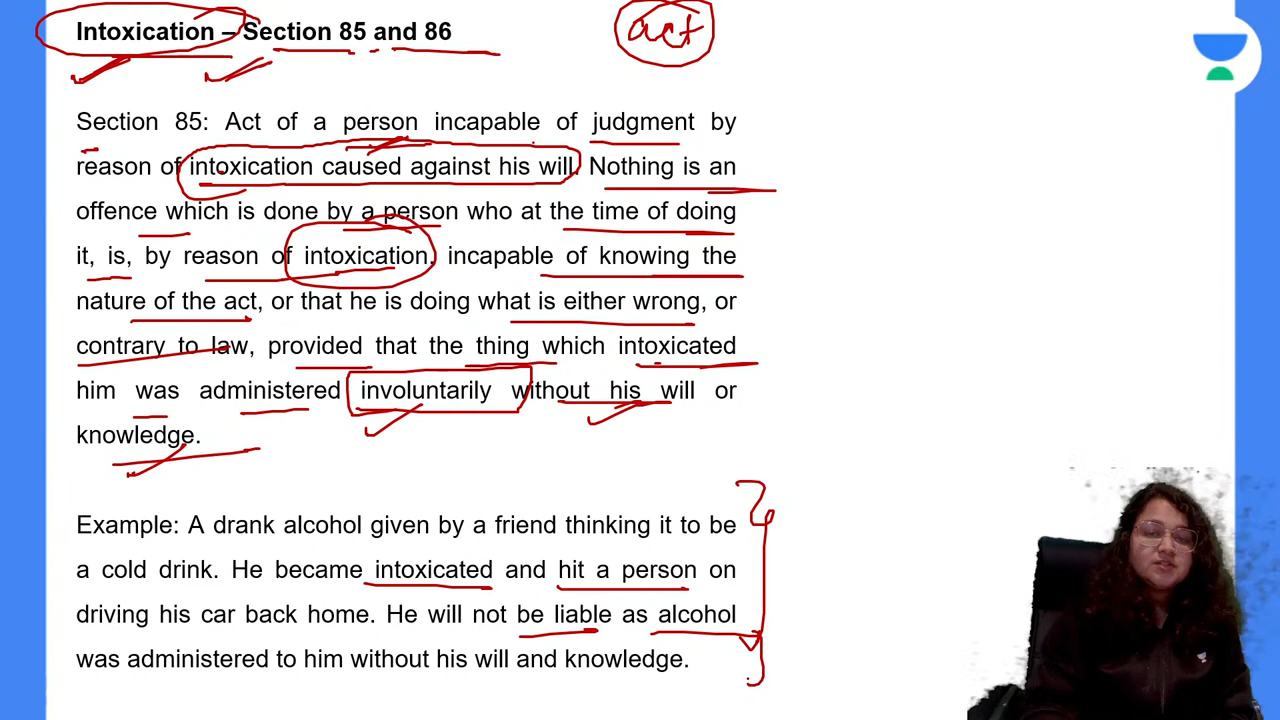 Intoxication – Section 85 and 86
act
Section 85: Act of a person incapable of judgment by
reason of intoxication caused against his will. Nothing is an
offence which is done by a person who at the time of doing
it, is, by reason of intoxication, incapable of knowing the
nature of the act, or that he is doing what is either wrong, or
contrary to law, provided that the thing which intoxicated
him was administered involuntarily without his will or
knowledge.
Example: A drank alcohol given by a friend thinking it to be
a cold drink. He became intoxicated and hit a person on
driving his car back home. He will not be liable as alcohol
was administered to him without his will and knowledge.